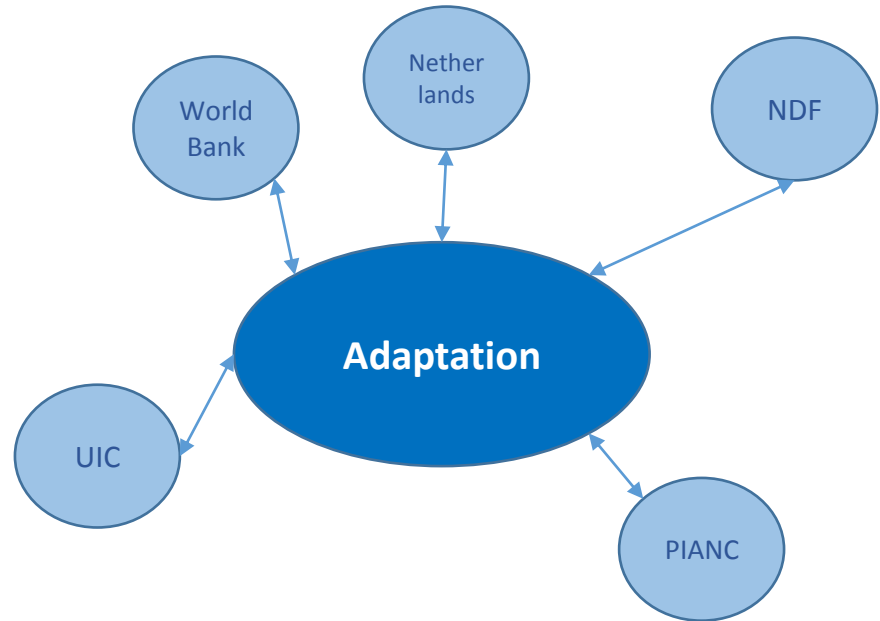 Nether
lands
World
Bank
NDF
Adaptation
UIC
PIANC